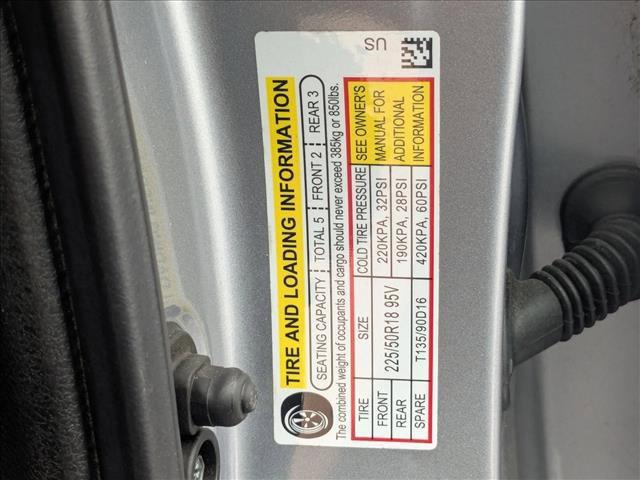 US
TIRE AND LOADING INFORMATION
SEATING CAPACITY TOTAL 5 FRONT 2 REAR 3
The combined weight of occupants and cargo should never exceed 385kg or 850lbs.
TIRE SIZE COLD TIRE PRESSURE SEE OWNER'S
FRONT 225/50R18 95V 220KPA, 32PSI MANUAL FOR
REAR 190KPA, 28PSI ADDITIONAL
SPARE T135/90D16 420KPA, 60PSI INFORMATION